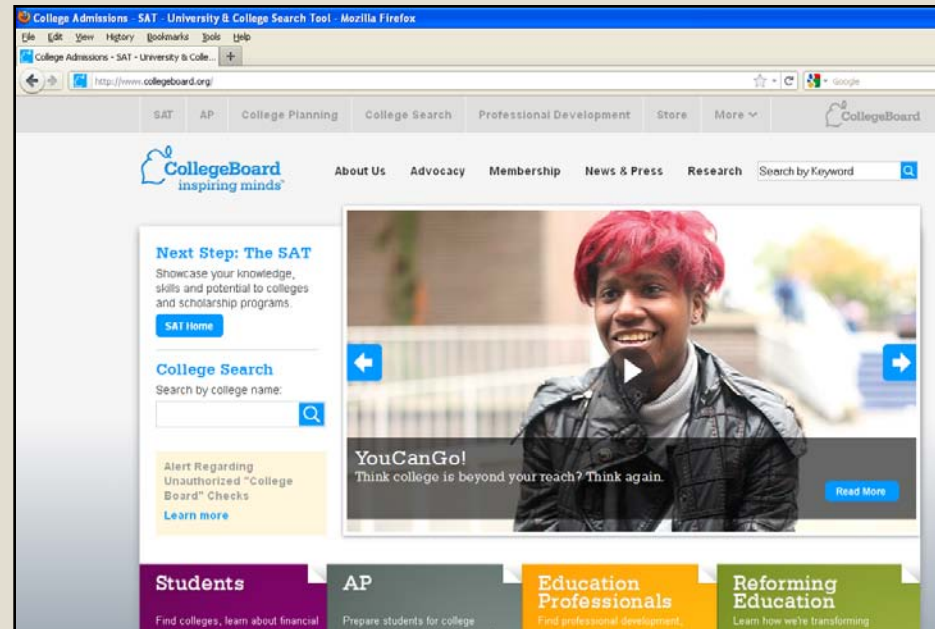 College Admissions - SAT - University & College Search Tool - Mozilla Firefox
File Edit View History Bookmarks Tools Help
College Admissions - SAT - University & Colle... +
http://www.collegeboard.org/
Google
SAT AP College Planning College Search Professional Development Store More CollegeBoard
CollegeBoard
inspiring minds™
About Us Advocacy Membership News & Press Research Search by Keyword
Next Step: The SAT
Showcase your knowledge,
skills and potential to colleges
and scholarship programs.
SAT Home
College Search
Search by college name:
Alert Regarding
Unauthorized "College
Board" Checks
Learn more
YouCanGo!
Think college is beyond your reach? Think again.
Read More
Students
Find colleges, learn about financial
AP
Prepare students for college
Education
Professionals
Find professional development,
Reforming
Education
Learn how we're transforming